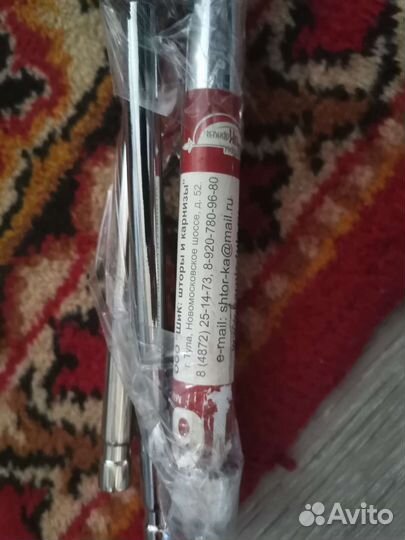 ООО "ШИК: шторы и карнизы"
г. Тула, Новомосковское шоссе, д. 52,
8 (4872) 25-14-73, 8-920-780-96-80
e-mail: shtor-ka@mail.ru
Avito